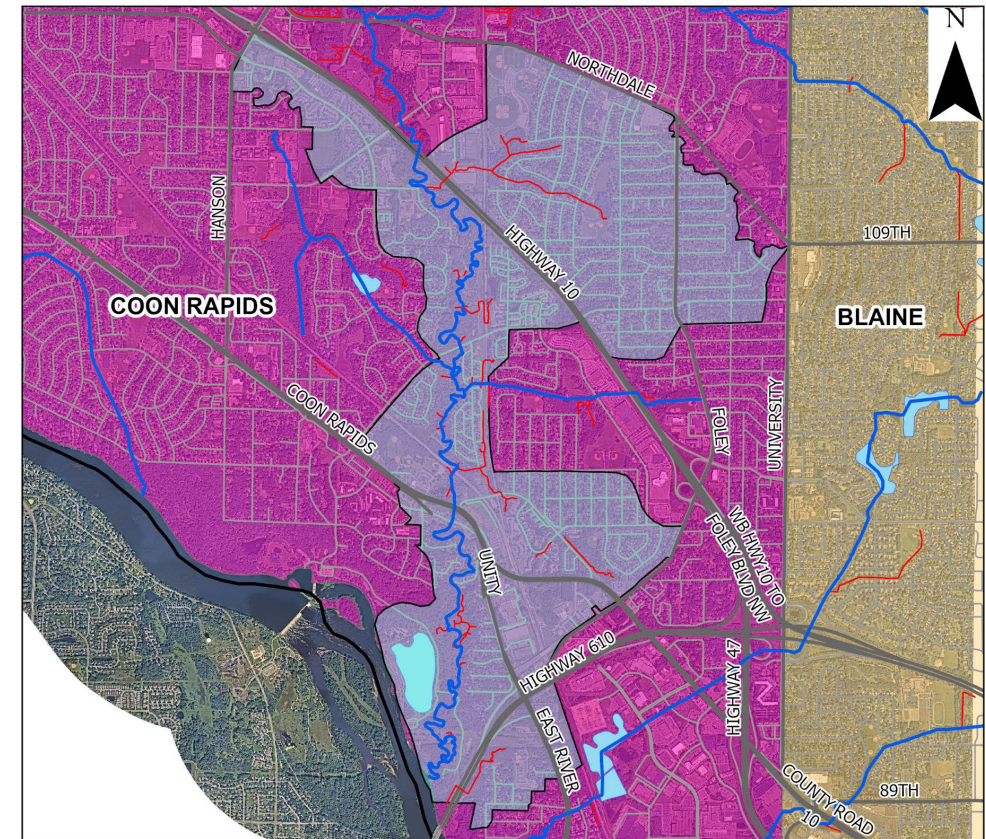 N
NORTHDALE
HANSON
HIGHWAY 10
109TH
COON RAPIDS
BLAINE
COON RAPIDS
FOLEY
UNIVERSITY
WB HWY 10 TO
FOLEY BLVD NW
UNITY
HIGHWAY 610
HIGHWAY 47
EAST RIVER
COUNTY ROAD
10
89TH